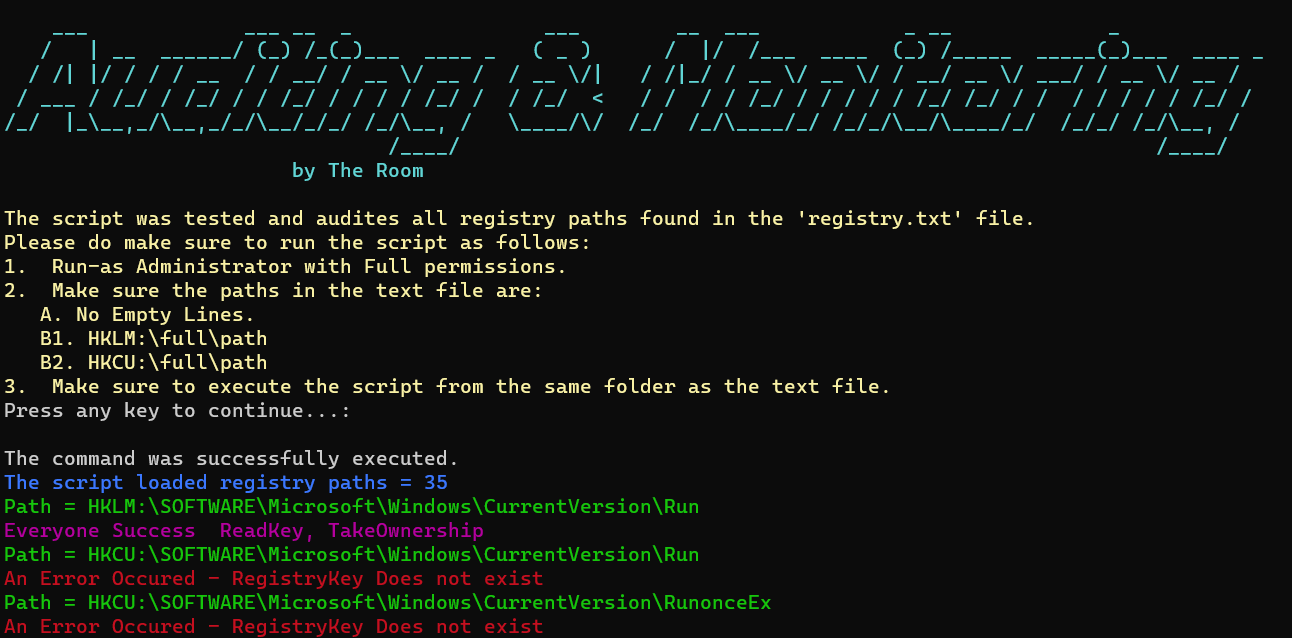 Auditing & Monitoring
by The Room
The script was tested and audites all registry paths found in the 'registry.txt' file.
Please do make sure to run the script as follows:
1.  Run-as Administrator with Full permissions.
2.  Make sure the paths in the text file are:
A. No Empty Lines.
B1. HKLM:\full\path
B2. HKCU:\full\path
3.  Make sure to execute the script from the same folder as the text file.
Press any key to continue...:
The command was successfully executed.
The script loaded registry paths = 35
Path = HKLM:\SOFTWARE\Microsoft\Windows\CurrentVersion\Run
Everyone Success  ReadKey, TakeOwnership
Path = HKCU:\SOFTWARE\Microsoft\Windows\CurrentVersion\Run
An Error Occured - RegistryKey Does not exist
Path = HKCU:\SOFTWARE\Microsoft\Windows\CurrentVersion\RunonceEx
An Error Occured - RegistryKey Does not exist